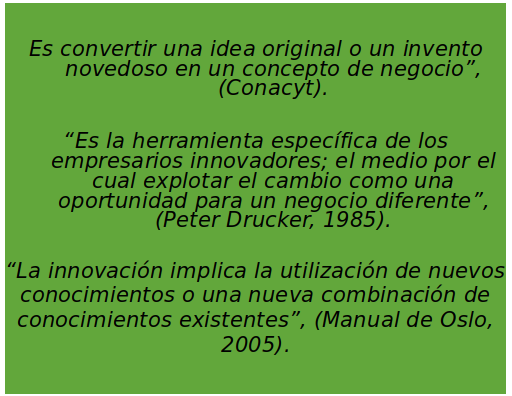 Es convertir una idea original o un invento
novedoso en un concepto de negocio”,
(Conacyt).
“Es la herramienta específica de los
empresarios innovadores; el medio por el
cual explotar el cambio como una
oportunidad para un negocio diferente”,
(Peter Drucker, 1985).
“La innovación implica la utilización de nuevos
conocimientos o una nueva combinación de
conocimientos existentes”, (Manual de Oslo,
2005).